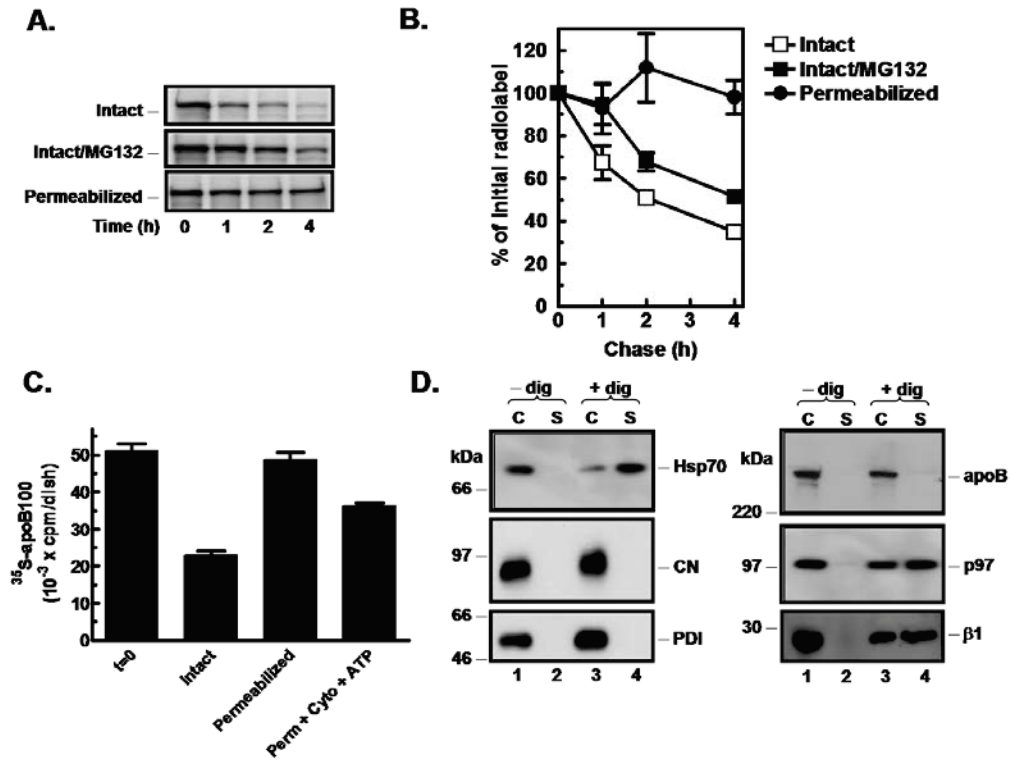 A.
Intact
Intact/MG132
Permeabilized
Time (h) 0 1 2 4
B.
% of initial radiolabel
120
100
80
60
40
20
0
0 1 2 3 4
Chase (h)
Intact
Intact/MG132
Permeabilized
C.
35S-apoB100
(10-3 x cpm/dish)
50
40
30
20
10
0
t=0
Intact
Permeabilized
Perm + Cyto + ATP
D.
– dig + dig
C S C S
kDa
66
Hsp70
97
CN
66
46
PDI
1 2 3 4
– dig + dig
C S C S
kDa
220
apoB
97
p97
30
β1
1 2 3 4